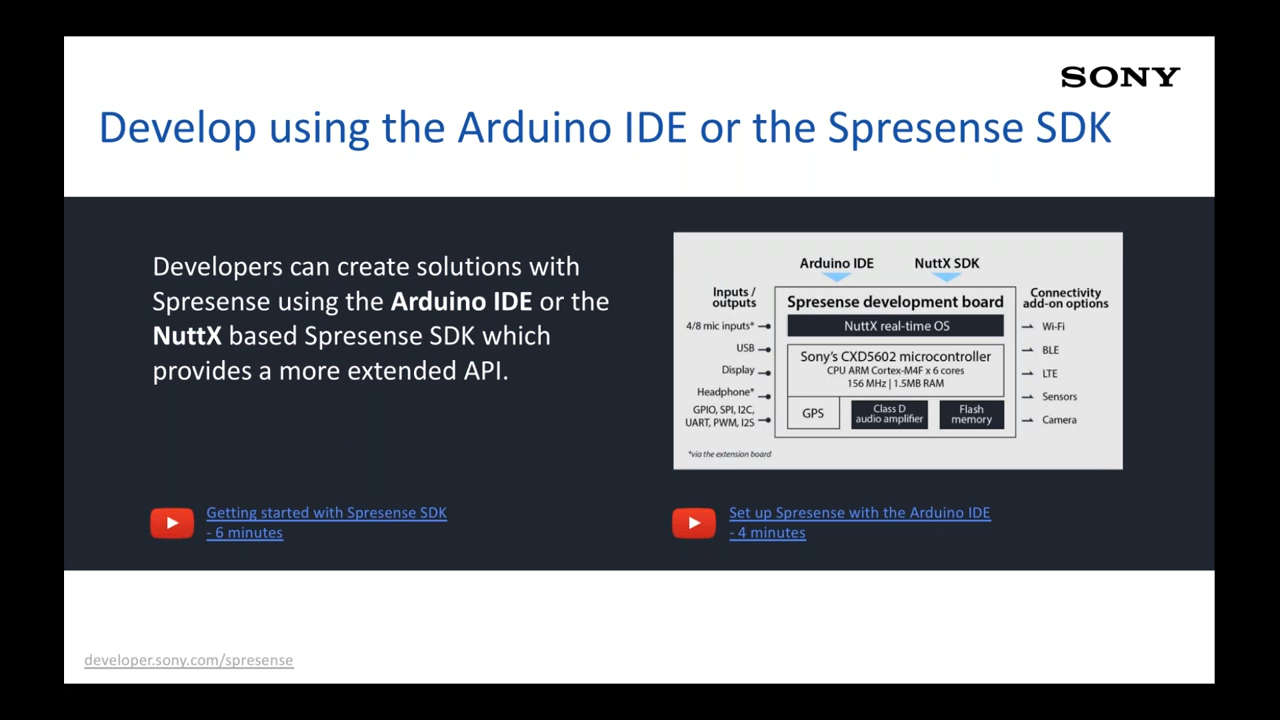 SONY
Develop using the Arduino IDE or the Spresense SDK
Developers can create solutions with
Spresense using the Arduino IDE or the
NuttX based Spresense SDK which
provides a more extended API.
Arduino IDE
NuttX SDK
Inputs /
outputs
4/8 mic inputs*
USB
Display
Headphone*
GPIO, SPI, I2C,
UART, PWM, I2S
Spresense development board
NuttX real-time OS
Sony's CXD5602 microcontroller
CPU ARM Cortex-M4F x 6 cores
156 MHz | 1.5MB RAM
GPS
Class D
audio amplifier
Flash
memory
Connectivity
add-on options
Wi-Fi
BLE
LTE
Sensors
Camera
*via the extension board
Getting started with Spresense SDK
- 6 minutes
Set up Spresense with the Arduino IDE
- 4 minutes
developer.sony.com/spresense